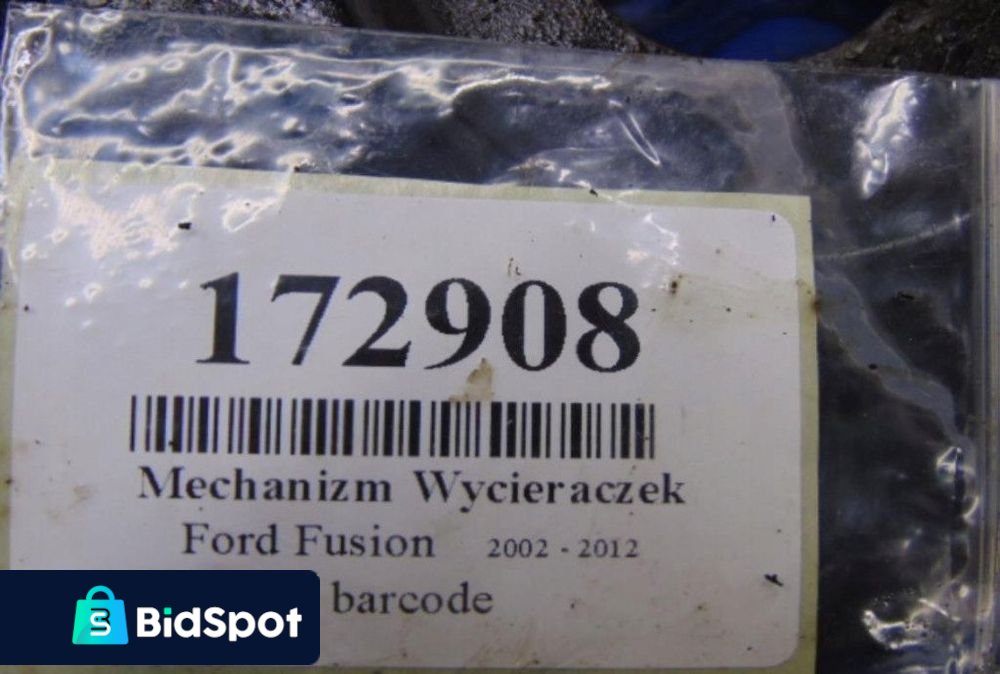 172908
Mechanizm Wycieraczek
Ford Fusion 2002 - 2012
barcode
BidSpot